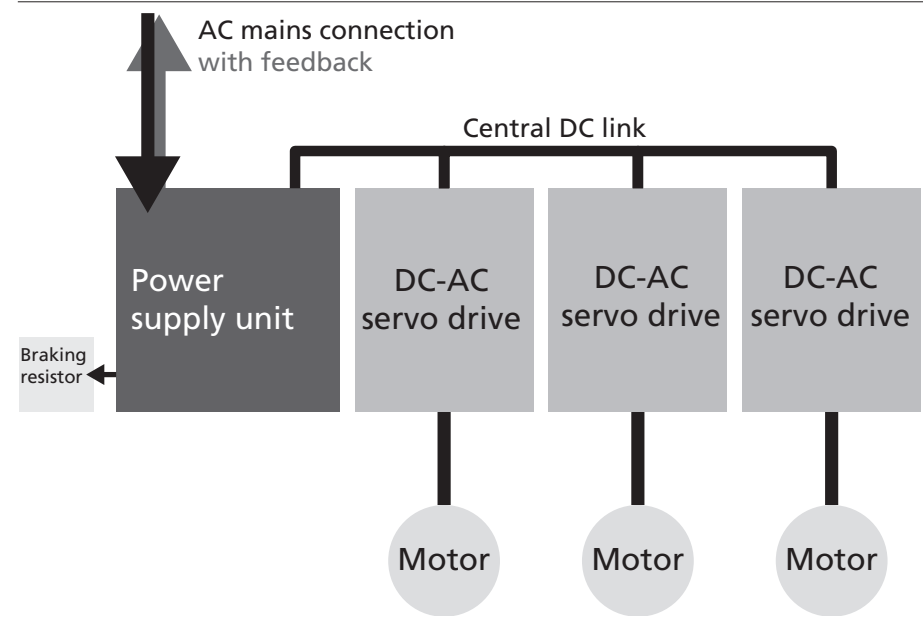 AC mains connection
with feedback
Central DC link
Power
supply unit
DC-AC
servo drive
DC-AC
servo drive
DC-AC
servo drive
Braking
resistor
Motor
Motor
Motor